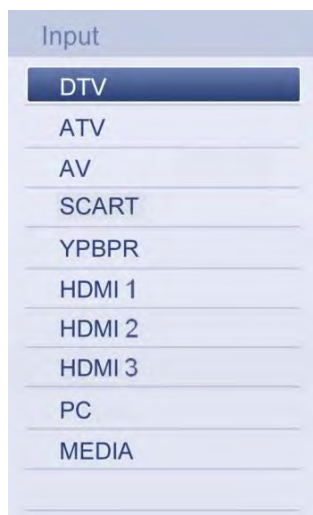 Input
DTV
ATV
AV
SCART
YPBPR
HDMI 1
HDMI 2
HDMI 3
PC
MEDIA